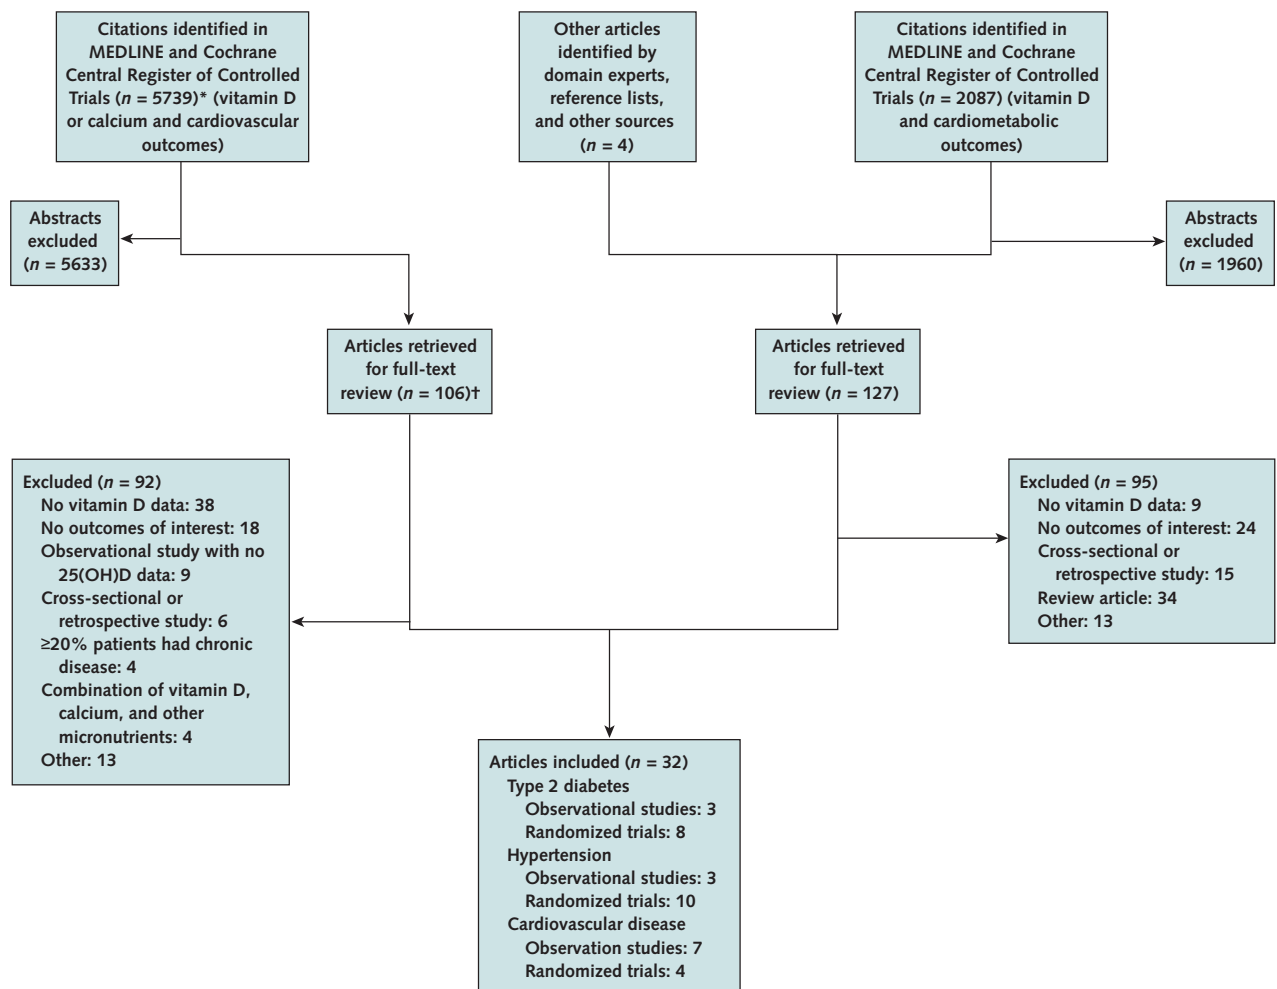 Citations identified in
MEDLINE and Cochrane
Central Register of Controlled
Trials (n = 5739)* (vitamin D
or calcium and cardiovascular
outcomes)
Other articles
identified by
domain experts,
reference lists,
and other sources
(n = 4)
Citations identified in
MEDLINE and Cochrane
Central Register of Controlled
Trials (n = 2087) (vitamin D
and cardiometabolic
outcomes)
Abstracts
excluded
(n = 5633)
Abstracts
excluded
(n = 1960)
Articles retrieved
for full-text
review (n = 106)†
Articles retrieved
for full-text
review (n = 127)
Excluded (n = 92)
No vitamin D data: 38
No outcomes of interest: 18
Observational study with no
25(OH)D data: 9
Cross-sectional or
retrospective study: 6
≥20% patients had chronic
disease: 4
Combination of vitamin D,
calcium, and other
micronutrients: 4
Other: 13
Excluded (n = 95)
No vitamin D data: 9
No outcomes of interest: 24
Cross-sectional or
retrospective study: 15
Review article: 34
Other: 13
Articles included (n = 32)
Type 2 diabetes
Observational studies: 3
Randomized trials: 8
Hypertension
Observational studies: 3
Randomized trials: 10
Cardiovascular disease
Observation studies: 7
Randomized trials: 4